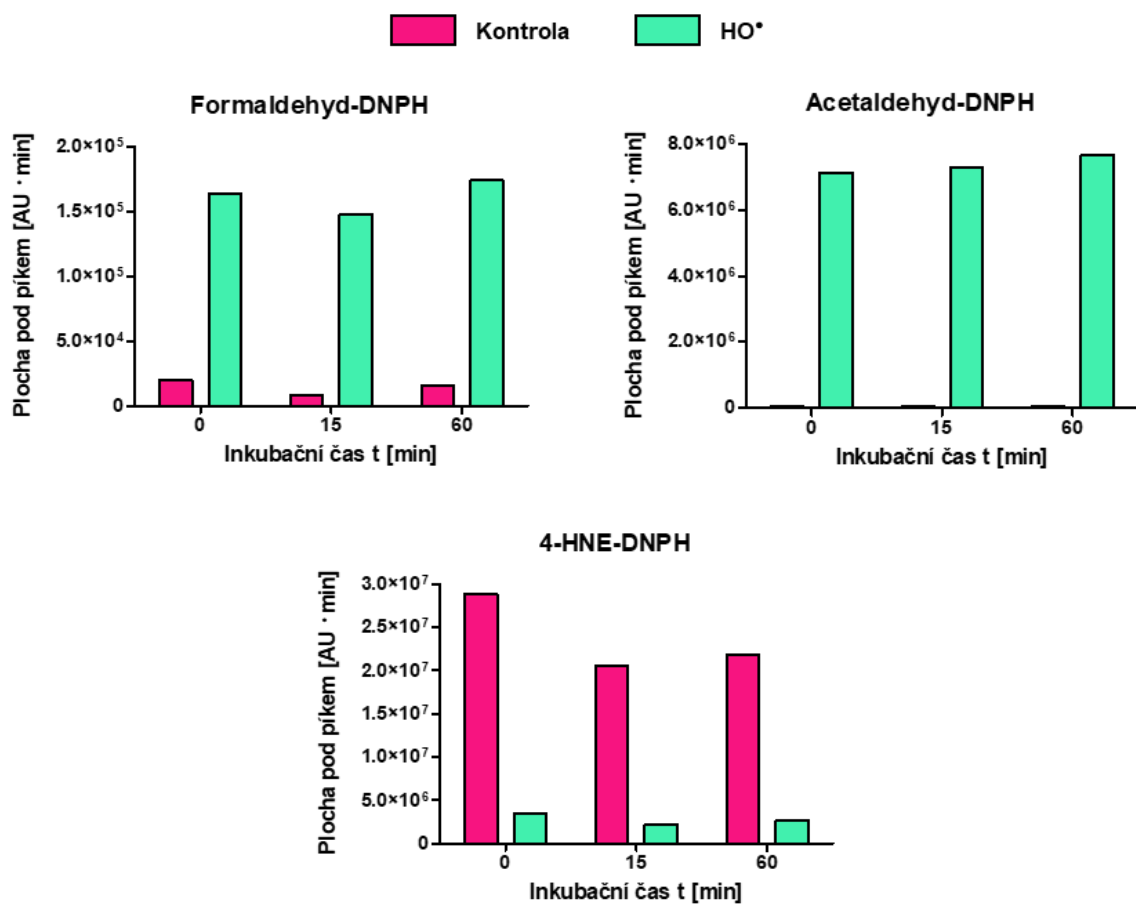 Kontrola HO•
Formaldehyd-DNPH
Plocha pod píkem [AU · min]
2.0×10⁵
1.5×10⁵
1.0×10⁵
5.0×10⁴
0
0 15 60
Inkubační čas t [min]
Acetaldehyd-DNPH
Plocha pod píkem [AU · min]
8.0×10⁶
6.0×10⁶
4.0×10⁶
2.0×10⁶
0
0 15 60
Inkubační čas t [min]
4-HNE-DNPH
Plocha pod píkem [AU · min]
3.0×10⁷
2.5×10⁷
2.0×10⁷
1.5×10⁷
1.0×10⁷
5.0×10⁶
0
0 15 60
Inkubační čas t [min]